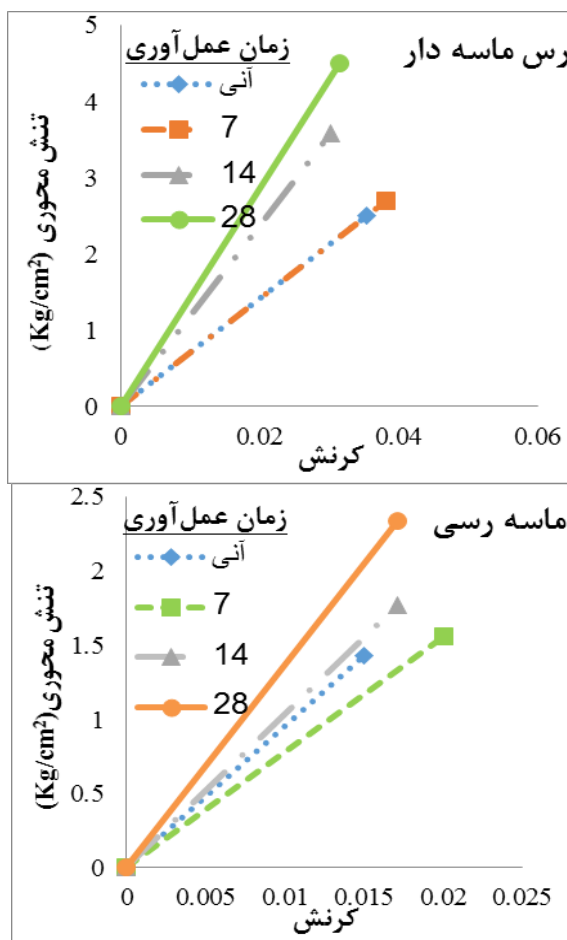 رس ماسه دار
زمان عمل‌آوری
آنی
7
14
28
تنش محوری (Kg/cm²)
5
4
3
2
1
0
0 0.02 0.04 0.06
کرنش
ماسه رسی
زمان عمل‌آوری
آنی
7
14
28
تنش محوری(Kg/cm²)
2.5
2
1.5
1
0.5
0
0 0.005 0.01 0.015 0.02 0.025
کرنش